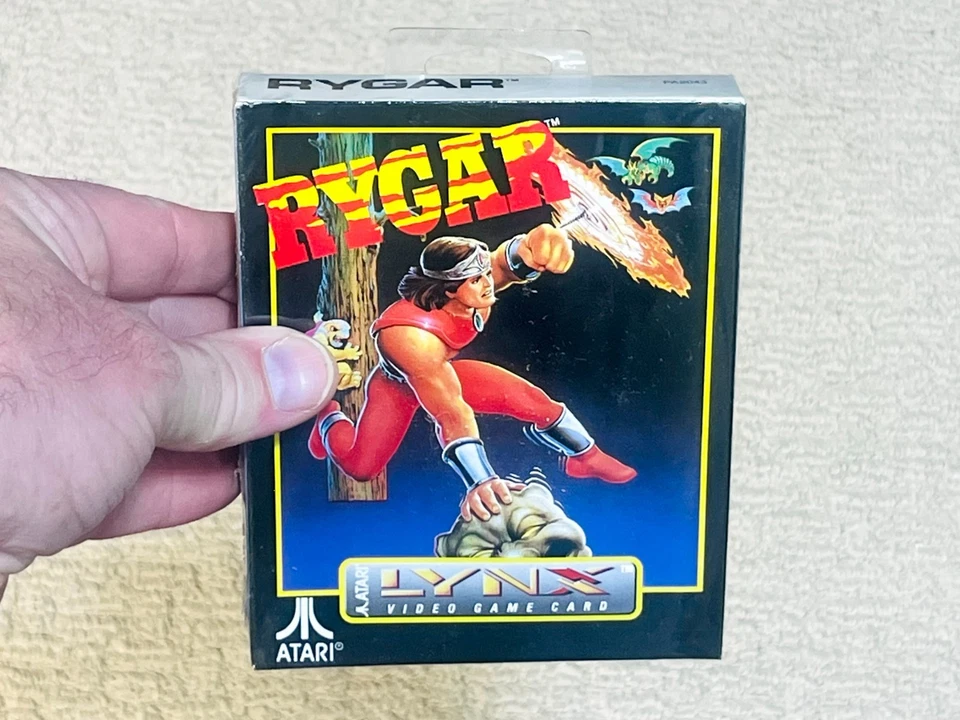 RYGAR™
PA2043
RYGAR™
ATARI LYNX™
VIDEO GAME CARD
ATARI®